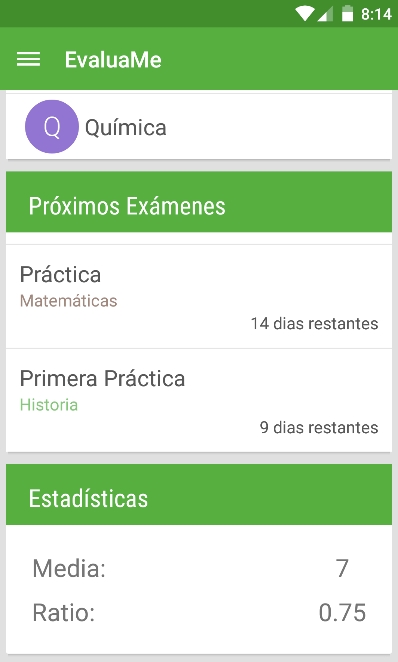 8:14
EvaluaMe
Q Química
Próximos Exámenes
Práctica
Matemáticas
14 dias restantes
Primera Práctica
Historia
9 dias restantes
Estadísticas
Media: 7
Ratio: 0.75